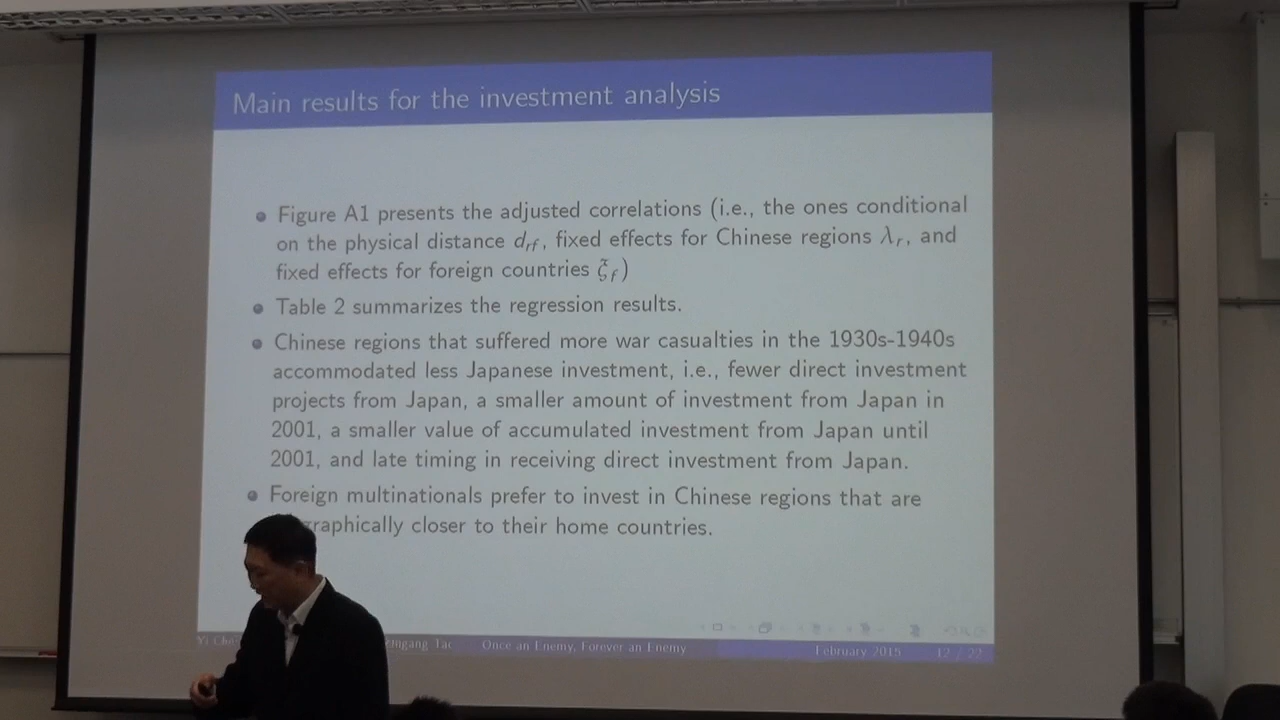 Main results for the investment analysis
Figure A1 presents the adjusted correlations (i.e., the ones conditional
on the physical distance d_rf, fixed effects for Chinese regions λ_r, and
fixed effects for foreign countries ξ_f)
Table 2 summarizes the regression results.
Chinese regions that suffered more war casualties in the 1930s-1940s
accommodated less Japanese investment, i.e., fewer direct investment
projects from Japan, a smaller amount of investment from Japan in
2001, a smaller value of accumulated investment from Japan until
2001, and late timing in receiving direct investment from Japan.
Foreign multinationals prefer to invest in Chinese regions that are
graphically closer to their home countries.
Yi Tao Once an Enemy, Forever an Enemy February 2015 12 / 22